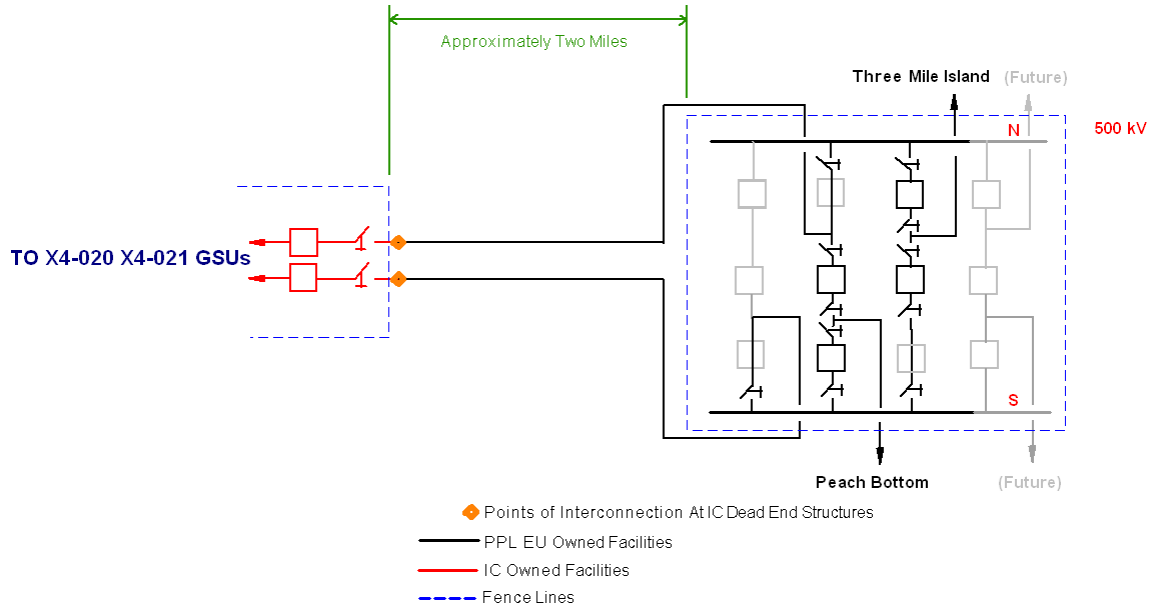 Approximately Two Miles
Three Mile Island (Future)
N 500 kV
TO X4-020 X4-021 GSUs
S
Peach Bottom (Future)
Points of Interconnection At IC Dead End Structures
PPL EU Owned Facilities
IC Owned Facilities
Fence Lines